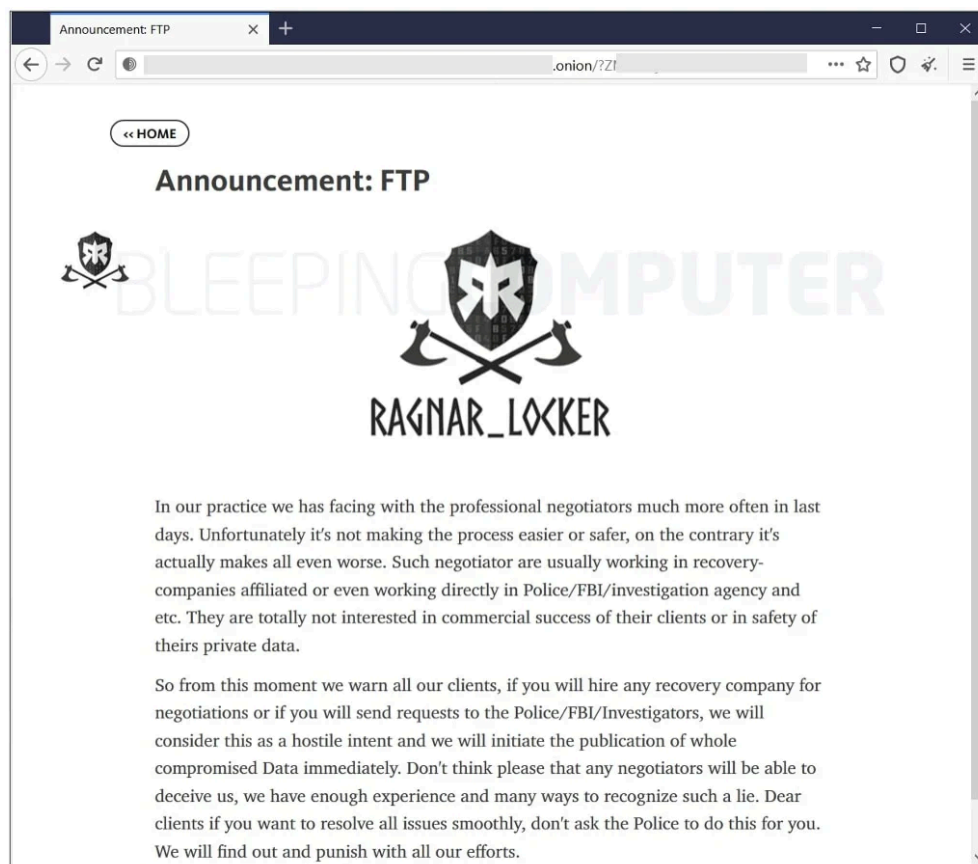 Announcement: FTP
.onion/?Z
« HOME
Announcement: FTP
BLEEPINGCOMPUTER
RAGNAR_LOCKER
In our practice we has facing with the professional negotiators much more often in last
days. Unfortunately it's not making the process easier or safer, on the contrary it's
actually makes all even worse. Such negotiator are usually working in recovery-
companies affiliated or even working directly in Police/FBI/investigation agency and
etc. They are totally not interested in commercial success of their clients or in safety of
theirs private data.
So from this moment we warn all our clients, if you will hire any recovery company for
negotiations or if you will send requests to the Police/FBI/Investigators, we will
consider this as a hostile intent and we will initiate the publication of whole
compromised Data immediately. Don't think please that any negotiators will be able to
deceive us, we have enough experience and many ways to recognize such a lie. Dear
clients if you want to resolve all issues smoothly, don't ask the Police to do this for you.
We will find out and punish with all our efforts.